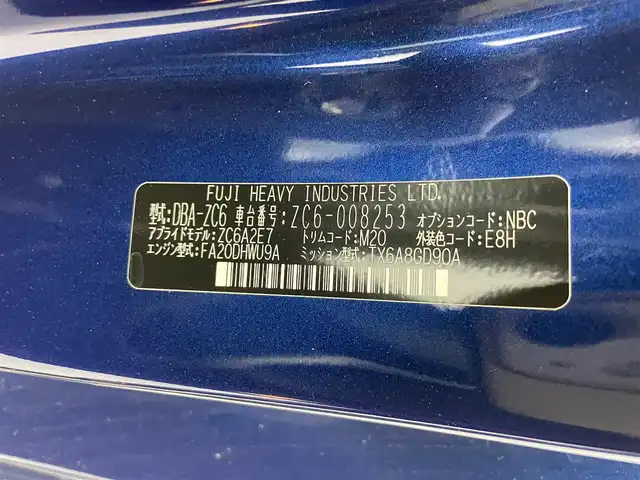 FUJI HEAVY INDUSTRIES LTD.
型式:DBA-ZC6 車台番号:ZC6-008253 オプションコード:NBC
アプライドモデル:ZC6A2E7 トリムコード:M20 外装色コード:E8H
エンジン型式:FA20DHWU9A ミッション型式:TX6A8GD90A